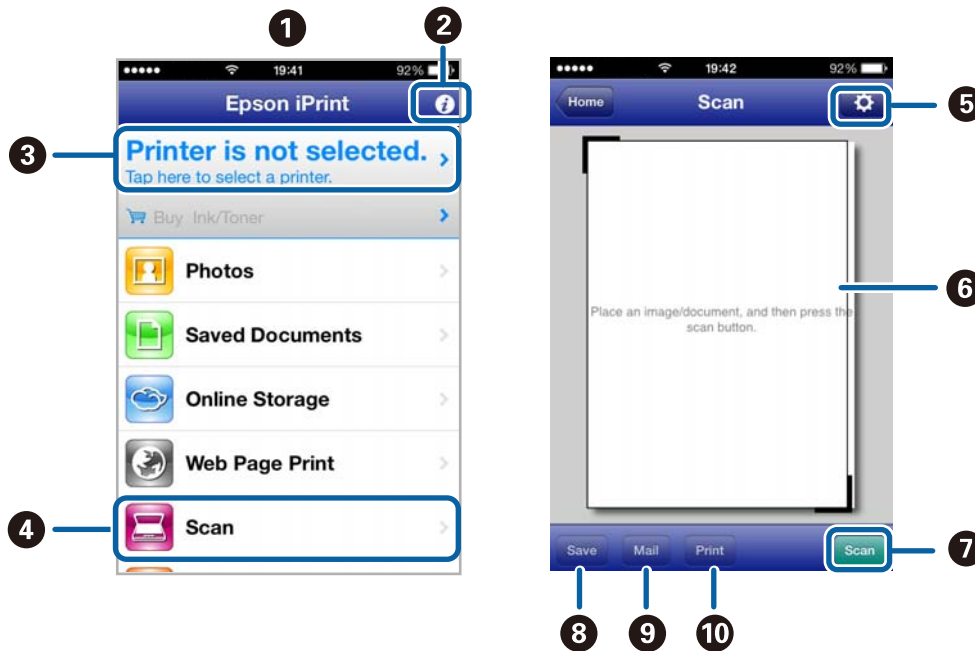 1
2
19:41
92%
Epson iPrint
3
Printer is not selected.
Tap here to select a printer.
Buy Ink/Toner
Photos
Saved Documents
Online Storage
Web Page Print
4
Scan
19:42
92%
Home
Scan
5
6
Place an image/document, and then press the
scan button.
Save
Mail
Print
Scan
7
8
9
10